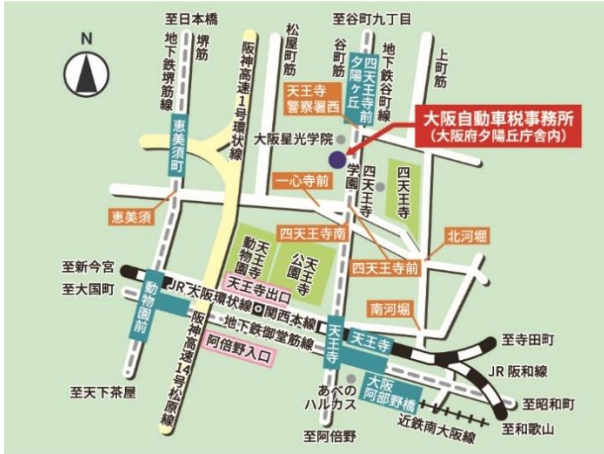 至日本橋
堺筋
地下鉄堺筋線
恵美須町
阪神高速1号環状線
松屋町筋
至谷町九丁目
谷町筋
地下鉄谷町線
四天王寺前
夕陽ヶ丘
上町筋
天王寺
警察署西
大阪星光学院
大阪自動車税事務所
（大阪府夕陽丘庁舎内）
学園
四天王寺
四天王寺
一心寺前
恵美須
四天王寺南
四天王寺前
北河堀
天王寺
動物園
天王寺
公園
至新今宮
至大国町
動物園前
天王寺出口
JR大阪環状線
関西本線
地下鉄御堂筋線
阿倍野入口
南河堀
天王寺
天王寺
至寺田町
JR阪和線
至昭和町
至和歌山
阪神高速14号松原線
至天下茶屋
あべの
ハルカス
大阪
阿部野橋
近鉄南大阪線
至阿倍野
N